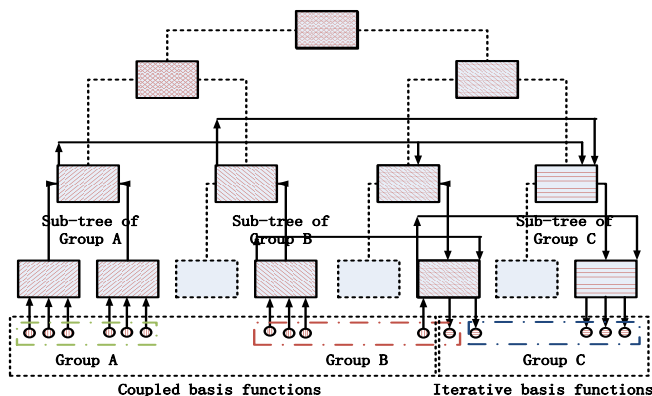 Sub-tree of
Group A
Sub-tree of
Group B
Sub-tree of
Group C
Group A
Group B
Group C
Coupled basis functions
Iterative basis functions